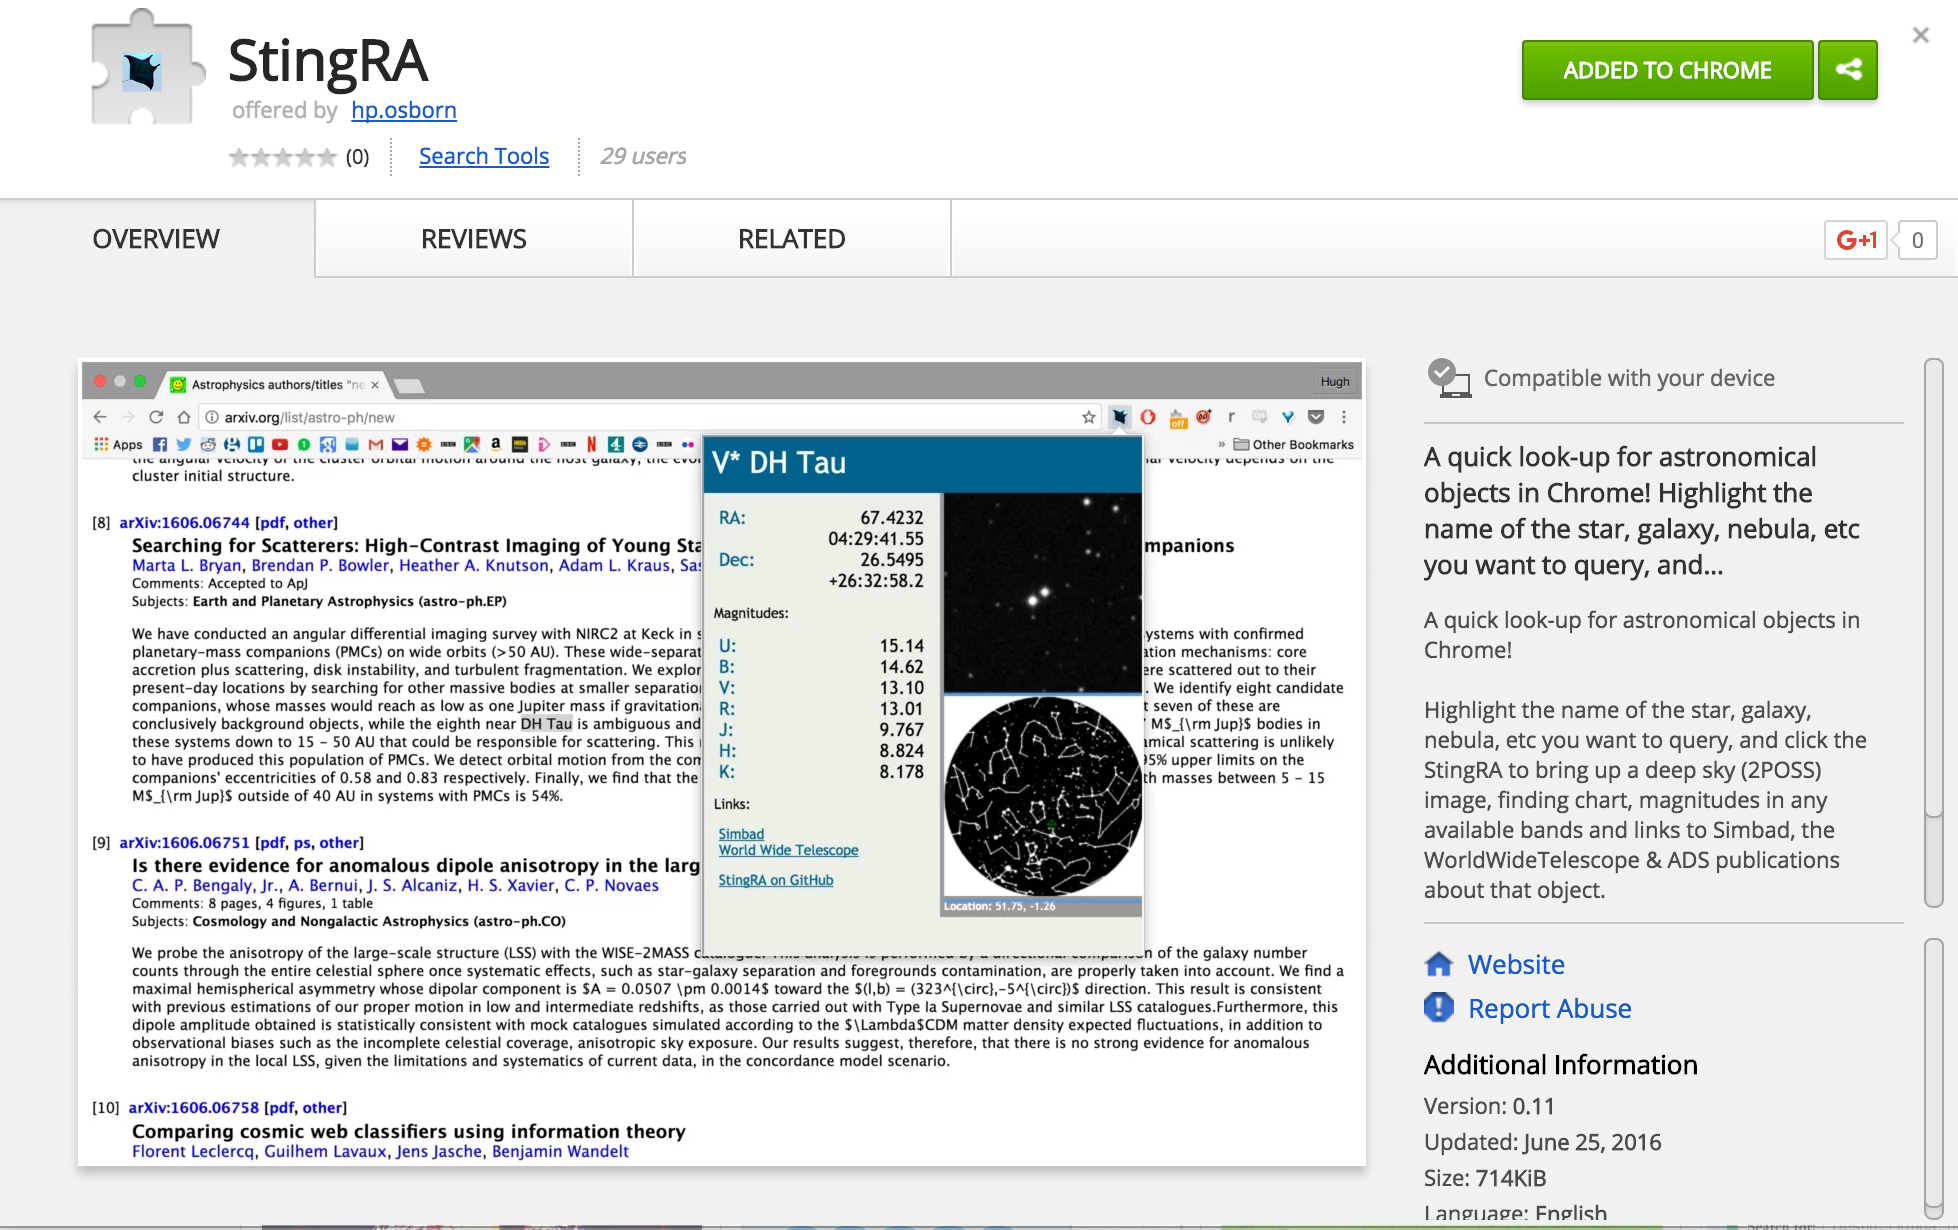 StingRA
offered by hp.osborn
(0) Search Tools 29 users
ADDED TO CHROME
OVERVIEW REVIEWS RELATED
G+1 0
Astrophysics authors/titles "ne
Hugh
arxiv.org/list/astro-ph/new
Apps
» Other Bookmarks
cluster initial structure.
[8] arXiv:1606.06744 [pdf, other]
Searching for Scatterers: High-Contrast Imaging of Young Sta mpanions
Marta L. Bryan, Brendan P. Bowler, Heather A. Knutson, Adam L. Kraus, Sas
Comments: Accepted to ApJ
Subjects: Earth and Planetary Astrophysics (astro-ph.EP)
We have conducted an angular differential imaging survey with NIRC2 at Keck in s ystems with confirmed
planetary-mass companions (PMCs) on wide orbits (>50 AU). These wide-separat ation mechanisms: core
accretion plus scattering, disk instability, and turbulent fragmentation. We explor ere scattered out to their
present-day locations by searching for other massive bodies at smaller separatio . We identify eight candidate
companions, whose masses would reach as low as one Jupiter mass if gravitation t seven of these are
conclusively background objects, while the eighth near DH Tau is ambiguous and M$_{\rm Jup}$ bodies in
these systems down to 15 - 50 AU that could be responsible for scattering. This amical scattering is unlikely
to have produced this population of PMCs. We detect orbital motion from the com 95% upper limits on the
companions' eccentricities of 0.58 and 0.83 respectively. Finally, we find that the th masses between 5 - 15
M$_{\rm Jup}$ outside of 40 AU in systems with PMCs is 54%.
[9] arXiv:1606.06751 [pdf, ps, other]
Is there evidence for anomalous dipole anisotropy in the larg
C. A. P. Bengaly, Jr., A. Bernui, J. S. Alcaniz, H. S. Xavier, C. P. Novaes
Comments: 8 pages, 4 figures, 1 table
Subjects: Cosmology and Nongalactic Astrophysics (astro-ph.CO)
We probe the anisotropy of the large-scale structure (LSS) with the WISE-2MASS catalogue. This analysis is performed by a directional comparison of the galaxy number
counts through the entire celestial sphere once systematic effects, such as star-galaxy separation and foregrounds contamination, are properly taken into account. We find a
maximal hemispherical asymmetry whose dipolar component is $A = 0.0507 \pm 0.0014$ toward the $(l,b) = (323^{\circ},-5^{\circ})$ direction. This result is consistent
with previous estimations of our proper motion in low and intermediate redshifts, as those carried out with Type Ia Supernovae and similar LSS catalogues.Furthermore, this
dipole amplitude obtained is statistically consistent with mock catalogues simulated according to the $\Lambda$CDM matter density expected fluctuations, in addition to
observational biases such as the incomplete celestial coverage, anisotropic sky exposure. Our results suggest, therefore, that there is no strong evidence for anomalous
anisotropy in the local LSS, given the limitations and systematics of current data, in the concordance model scenario.
[10] arXiv:1606.06758 [pdf, other]
Comparing cosmic web classifiers using information theory
Florent Leclercq, Guilhem Lavaux, Jens Jasche, Benjamin Wandelt
V* DH Tau
RA: 67.4232
04:29:41.55
Dec: 26.5495
+26:32:58.2
Magnitudes:
U: 15.14
B: 14.62
V: 13.10
R: 13.01
J: 9.767
H: 8.824
K: 8.178
Links:
Simbad
World Wide Telescope
StingRA on GitHub
Location: 51.75, -1.26
Compatible with your device
A quick look-up for astronomical
objects in Chrome! Highlight the
name of the star, galaxy, nebula, etc
you want to query, and...
A quick look-up for astronomical objects in
Chrome!
Highlight the name of the star, galaxy,
nebula, etc you want to query, and click the
StingRA to bring up a deep sky (2POSS)
image, finding chart, magnitudes in any
available bands and links to Simbad, the
WorldWideTelescope & ADS publications
about that object.
Website
Report Abuse
Additional Information
Version: 0.11
Updated: June 25, 2016
Size: 714KiB
Language: English